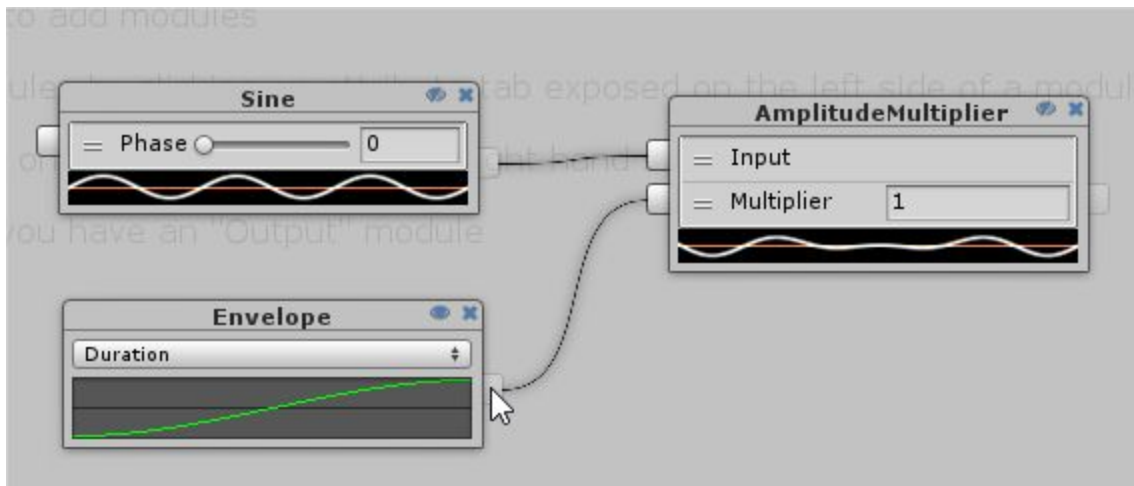 to add modules
tab exposed on the left side of a modul
you have an "Output" module
Sine
Phase 0
AmplitudeMultiplier
Input
Multiplier 1
Envelope
Duration